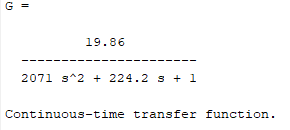 G =
19.86
----------------------
2071 s^2 + 224.2 s + 1
Continuous-time transfer function.